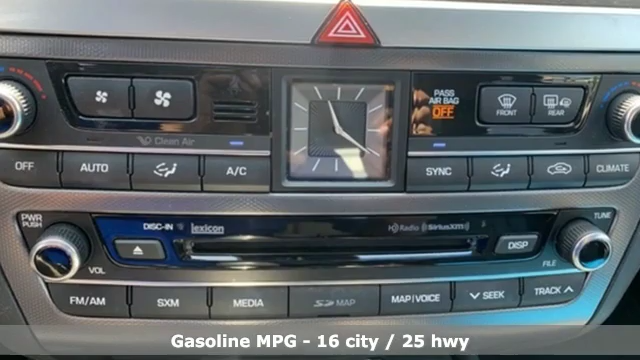 PASS
AIR BAG
OFF
FRONT
REAR
Clean Air
OFF
AUTO
A/C
SYNC
CLIMATE
PWR
PUSH
DISC-IN
lexicon
HD Radio
SiriusXM
TUNE
DISP
VOL
FILE
FM/AM
SXM
MEDIA
SD MAP
MAP/VOICE
SEEK
TRACK
Gasoline MPG - 16 city / 25 hwy